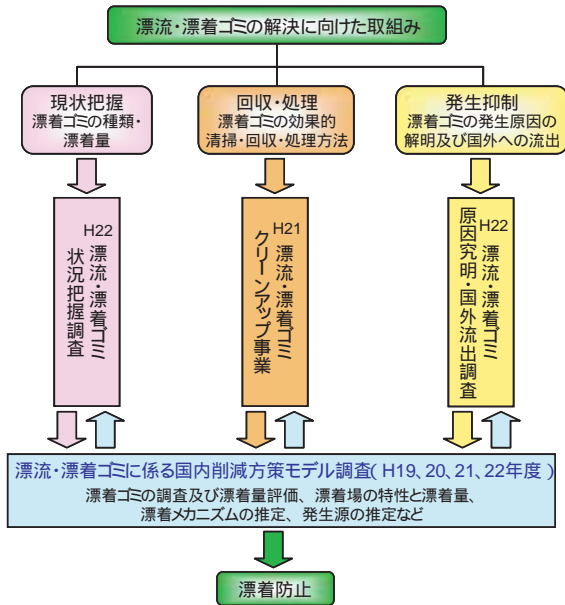 漂流・漂着ゴミの解決に向けた取組み
現状把握
漂着ゴミの種類・
漂着量
回収・処理
漂着ゴミの効果的
清掃・回収・処理方法
発生抑制
漂着ゴミの発生原因の
解明及び国外への流出
H22 漂流・漂着ゴミ
状況把握調査
H21 漂流・漂着ゴミ
クリーンアップ事業
H22 漂流・漂着ゴミ
原因究明・国外流出調査
漂流・漂着ゴミに係る国内削減方策モデル調査(H19、20、21、22年度)
漂着ゴミの調査及び漂着量評価、漂着場の特性と漂着量、
漂着メカニズムの推定、発生源の推定など
漂着防止